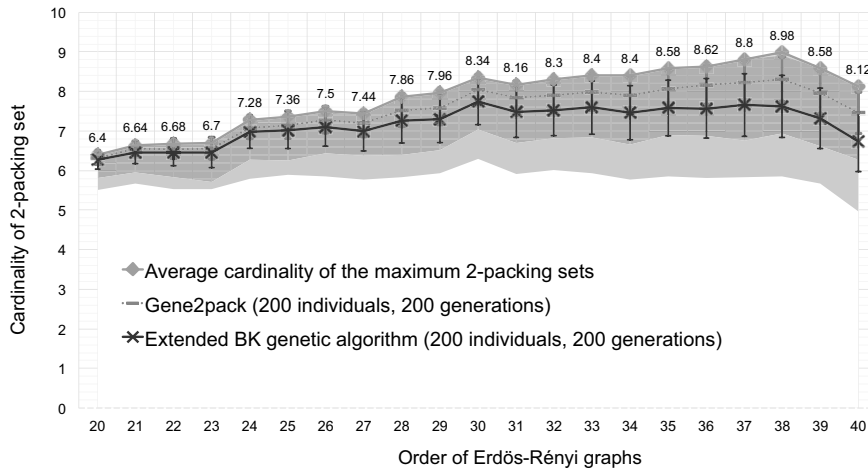 10
9
8
7
6
5
4
3
2
1
0
Cardinality of 2-packing set
6.4 6.64 6.68 6.7 7.28 7.36 7.5 7.44 7.86 7.96 8.34 8.16 8.3 8.4 8.4 8.58 8.62 8.8 8.98 8.58 8.12
Average cardinality of the maximum 2-packing sets
Gene2pack (200 individuals, 200 generations)
Extended BK genetic algorithm (200 individuals, 200 generations)
20 21 22 23 24 25 26 27 28 29 30 31 32 33 34 35 36 37 38 39 40
Order of Erdös-Rényi graphs